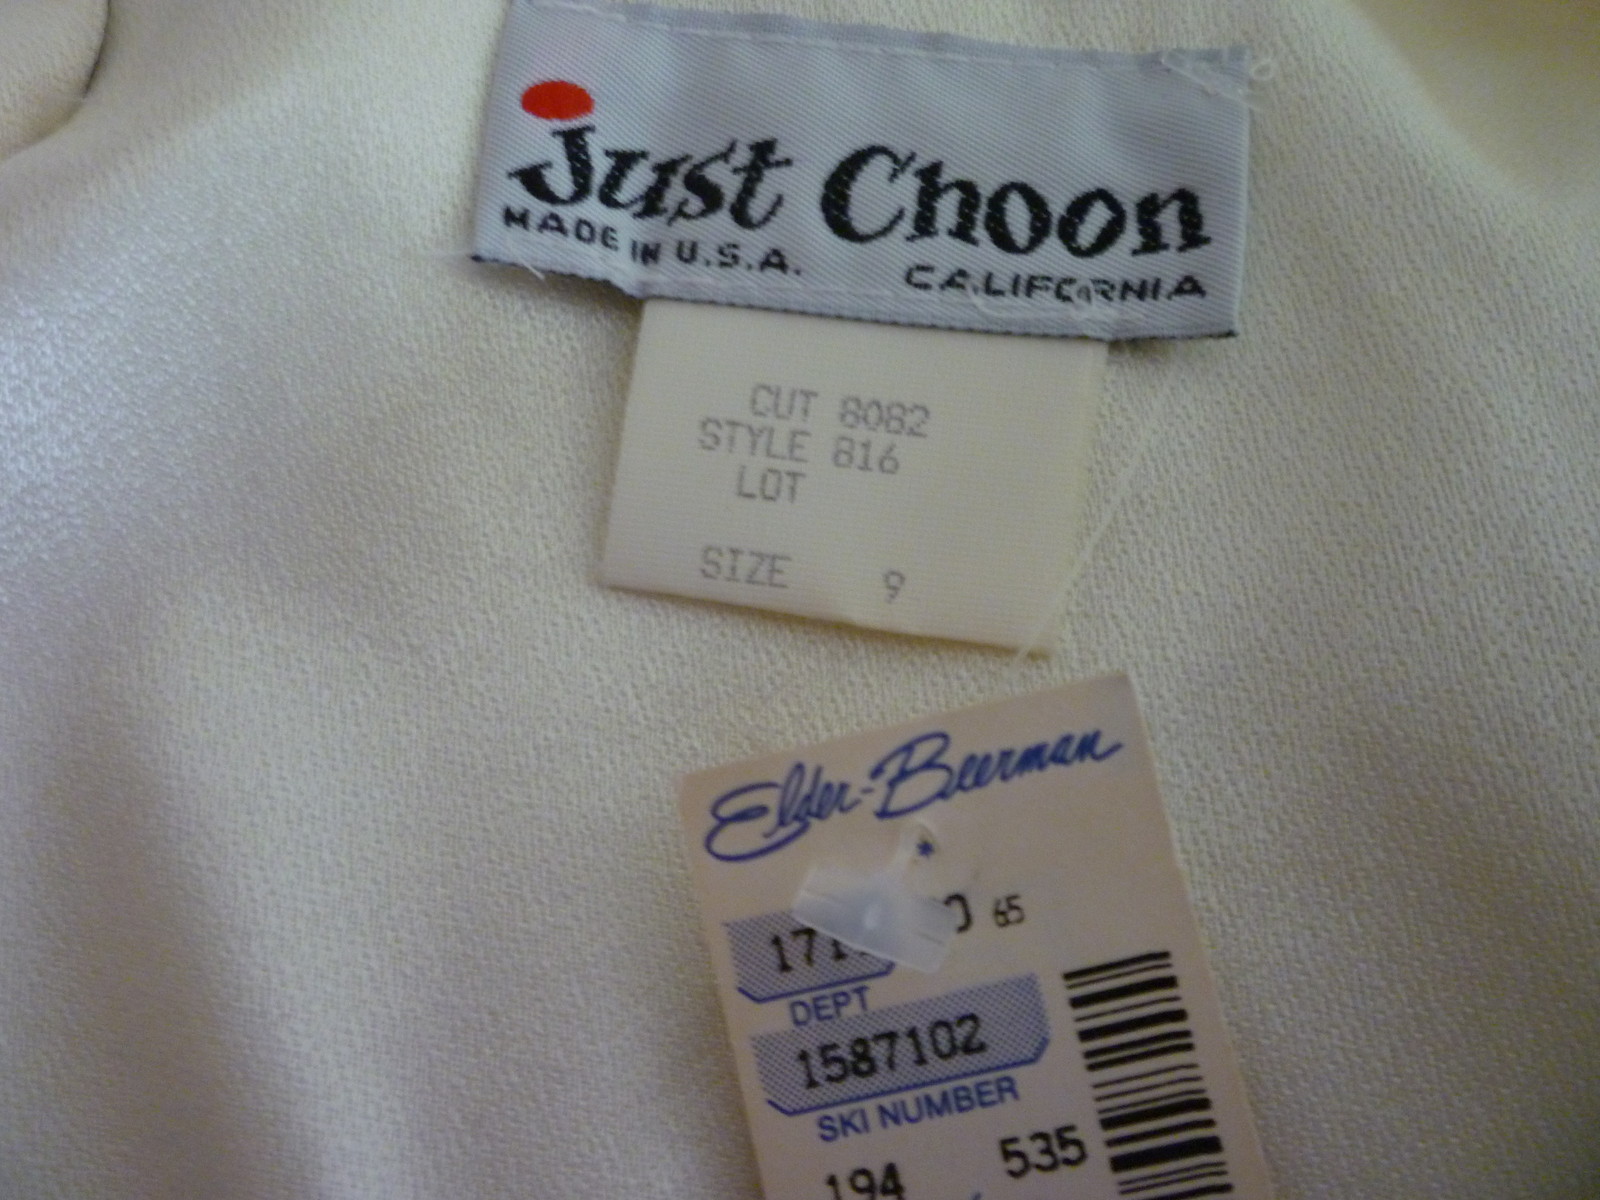 Just Choon
MADE IN U.S.A. CALIFORNIA
CUT 8082
STYLE 816
LOT
SIZE 9
Elder-Beerman
*
65
DEPT
1587102
SKI NUMBER
194 535